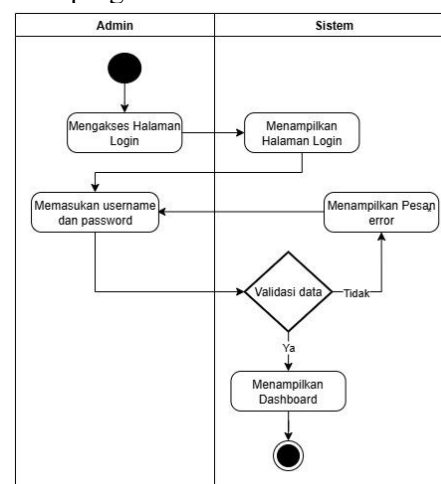 Admin
Sistem
Mengakses Halaman
Login
Menampilkan
Halaman Login
Memasukan username
dan password
Menampilkan Pesan
error
Validasi data
Tidak
Ya
Menampilkan
Dashboard